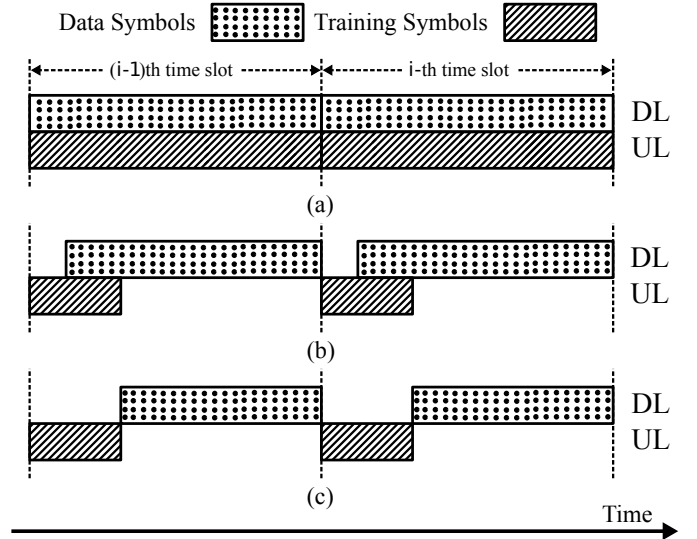 Data Symbols Training Symbols
(i-1)th time slot i-th time slot
DL
UL
(a)
DL
UL
(b)
DL
UL
(c)
Time